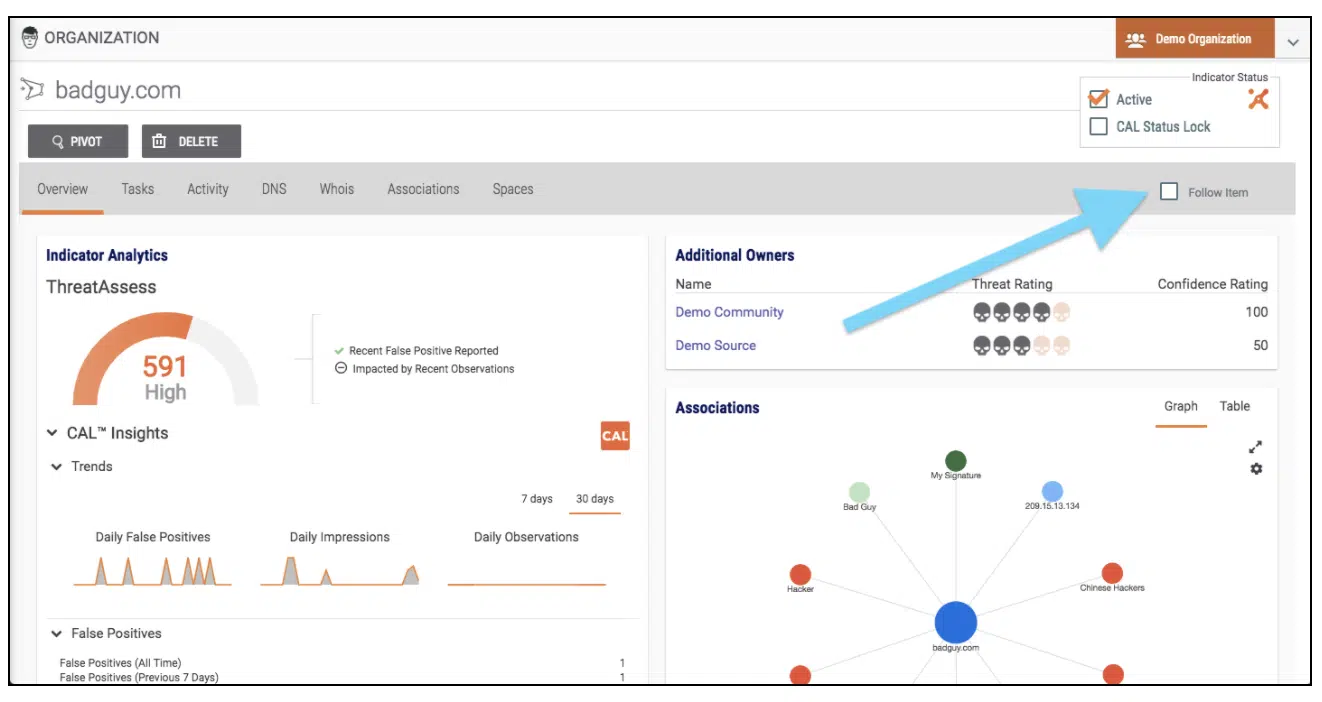 ORGANIZATION
Demo Organization
badguy.com
Indicator Status
Active
CAL Status Lock
PIVOT
DELETE
Overview
Tasks
Activity
DNS
Whois
Associations
Spaces
Follow Item
Indicator Analytics
ThreatAssess
591
High
Recent False Positive Reported
Impacted by Recent Observations
CAL™ Insights
CAL
Trends
7 days
30 days
Daily False Positives
Daily Impressions
Daily Observations
False Positives
False Positives (All Time) 1
False Positives (Previous 7 Days) 1
Additional Owners
Name Threat Rating Confidence Rating
Demo Community 100
Demo Source 50
Associations
Graph
Table
My Signature
Bad Guy
209.15.13.134
Hacker
Chinese Hackers
badguy.com